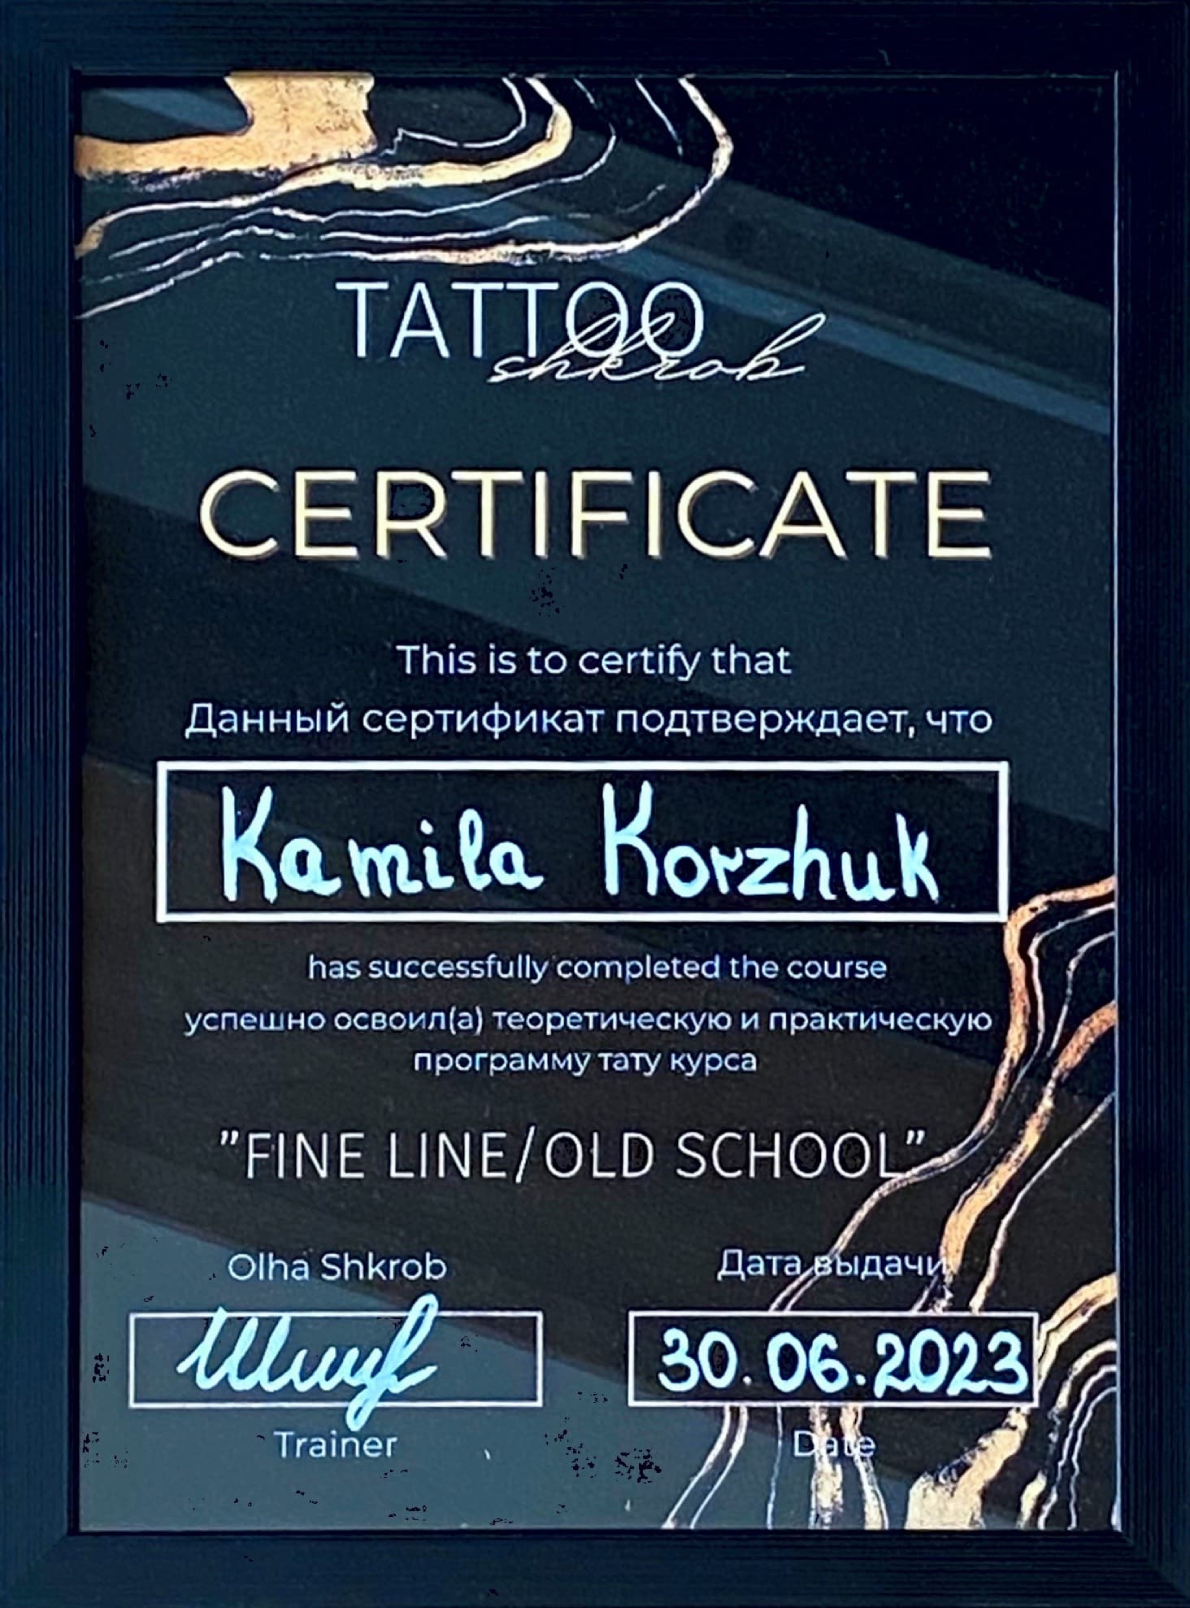 TATTOO
shkrob
CERTIFICATE
This is to certify that
Данный сертификат подтверждает, что
Kamila Korzhuk
has successfully completed the course
успешно освоил(а) теоретическую и практическую
программу тату курса
"FINE LINE/OLD SCHOOL"
Olha Shkrob
Дата выдачи
30.06.2023
Trainer
Date